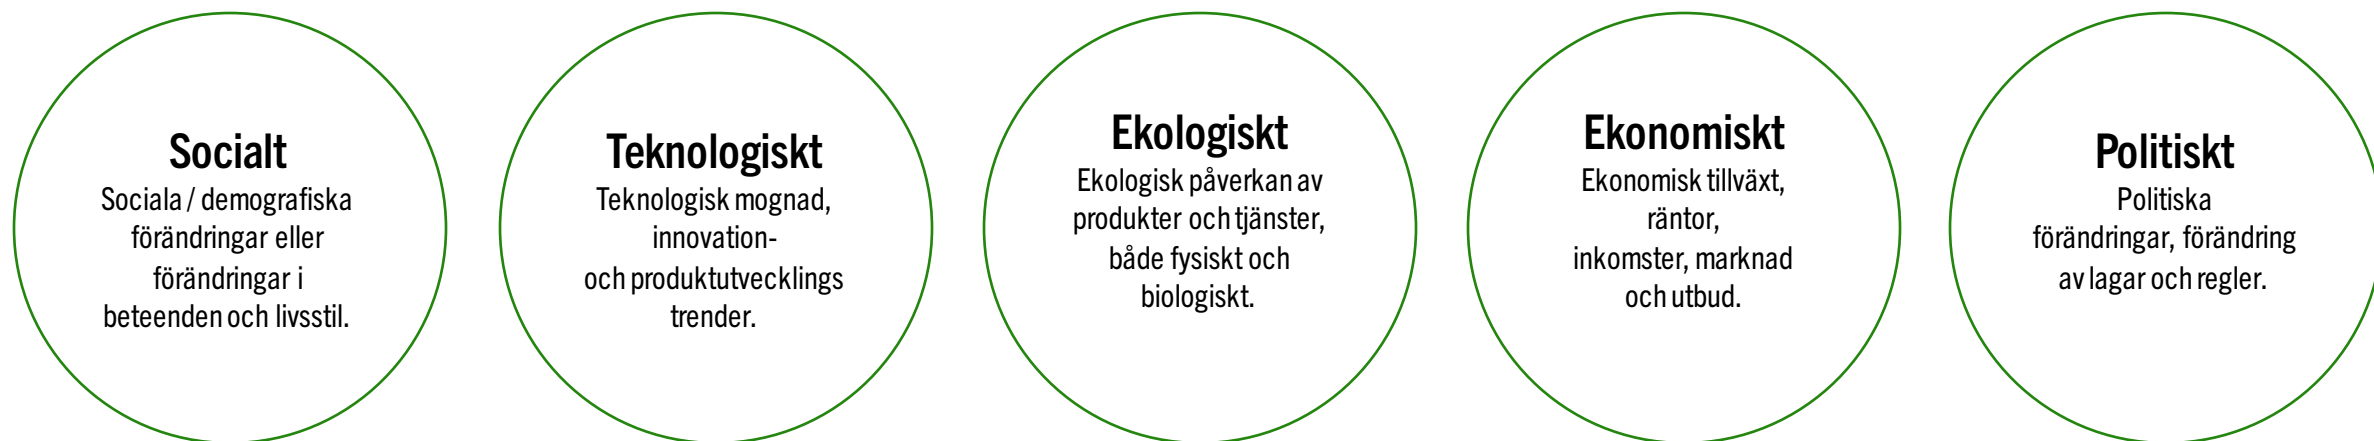 Socialt
Sociala / demografiska
förändringar eller
förändringar i
beteenden och livsstil.
Teknologiskt
Teknologisk mognad,
innovation-
och produktutvecklings
trender.
Ekologiskt
Ekologisk påverkan av
produkter och tjänster,
både fysiskt och
biologiskt.
Ekonomiskt
Ekonomisk tillväxt,
räntor,
inkomster, marknad
och utbud.
Politiskt
Politiska
förändringar, förändring
av lagar och regler.